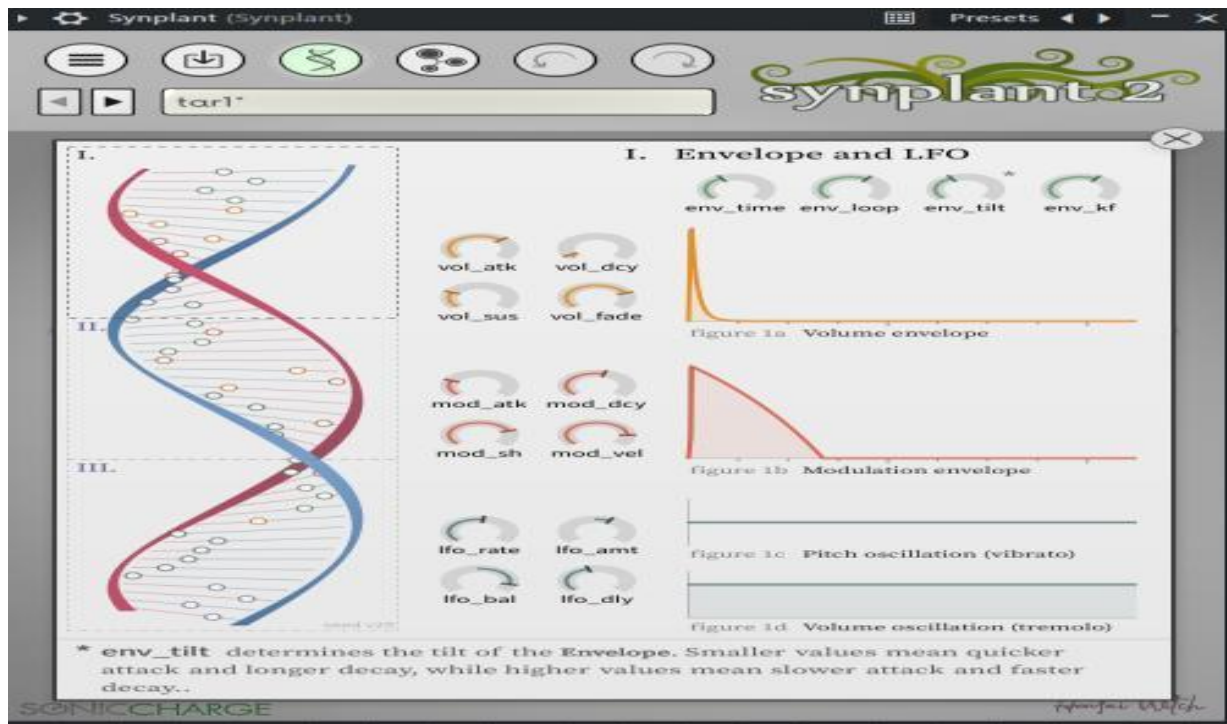 Synplant (Synplant)
Presets
tar1*
synplant 2
I.
I. Envelope and LFO
env_time env_loop env_tilt * env_kf
vol_atk vol_dcy
vol_sus vol_fade
figure 1a Volume envelope
II.
mod_atk mod_dcy
mod_sh mod_vel
figure 1b Modulation envelope
III.
lfo_rate lfo_amt
figure 1c Pitch oscillation (vibrato)
lfo_bal lfo_dly
figure 1d Volume oscillation (tremolo)
* env_tilt determines the tilt of the Envelope. Smaller values mean quicker
attack and longer decay, while higher values mean slower attack and faster
decay..
SONICCHARGE